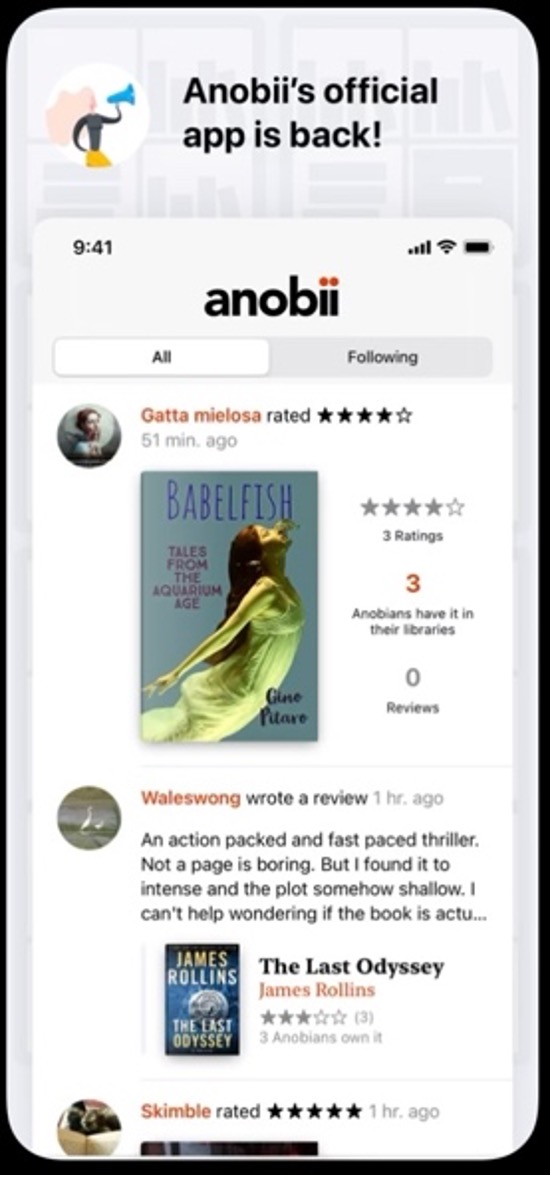 Anobii's official
app is back!
9:41
anobii
All
Following
Gatta mielosa rated ★★★★☆
51 min. ago
BABELFISH
TALES
FROM
THE
AQUARIUM
AGE
Gino
Pitaro
★★★★☆
3 Ratings
3
Anobians have it in
their libraries
0
Reviews
Waleswong wrote a review 1 hr. ago
An action packed and fast paced thriller.
Not a page is boring. But I found it to
intense and the plot somehow shallow. I
can't help wondering if the book is actu...
JAMES
ROLLINS
THE LAST
ODYSSEY
The Last Odyssey
James Rollins
★★★☆☆ (3)
3 Anobians own it
Skimble rated ★★★★★ 1 hr. ago